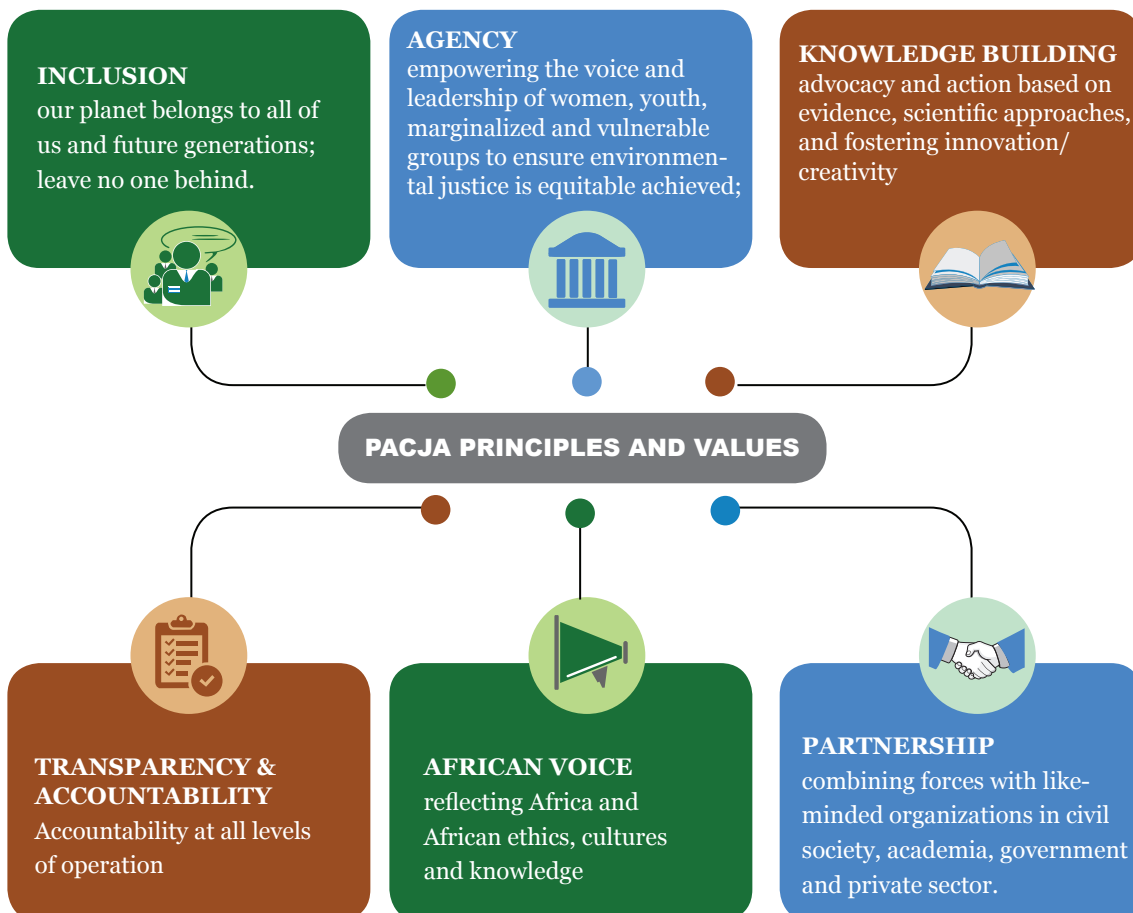 INCLUSION
our planet belongs to all of
us and future generations;
leave no one behind.
AGENCY
empowering the voice and
leadership of women, youth,
marginalized and vulnerable
groups to ensure environmen-
tal justice is equitable achieved;
KNOWLEDGE BUILDING
advocacy and action based on
evidence, scientific approaches,
and fostering innovation/
creativity
PACJA PRINCIPLES AND VALUES
TRANSPARENCY &
ACCOUNTABILITY
Accountability at all levels
of operation
AFRICAN VOICE
reflecting Africa and
African ethics, cultures
and knowledge
PARTNERSHIP
combining forces with like-
minded organizations in civil
society, academia, government
and private sector.